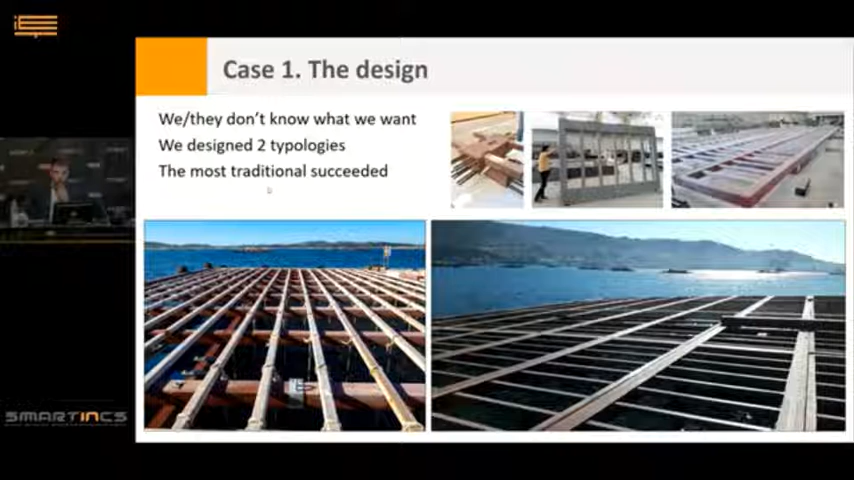 Case 1. The design
We/they don't know what we want
We designed 2 typologies
The most traditional succeeded
SMARTINCS